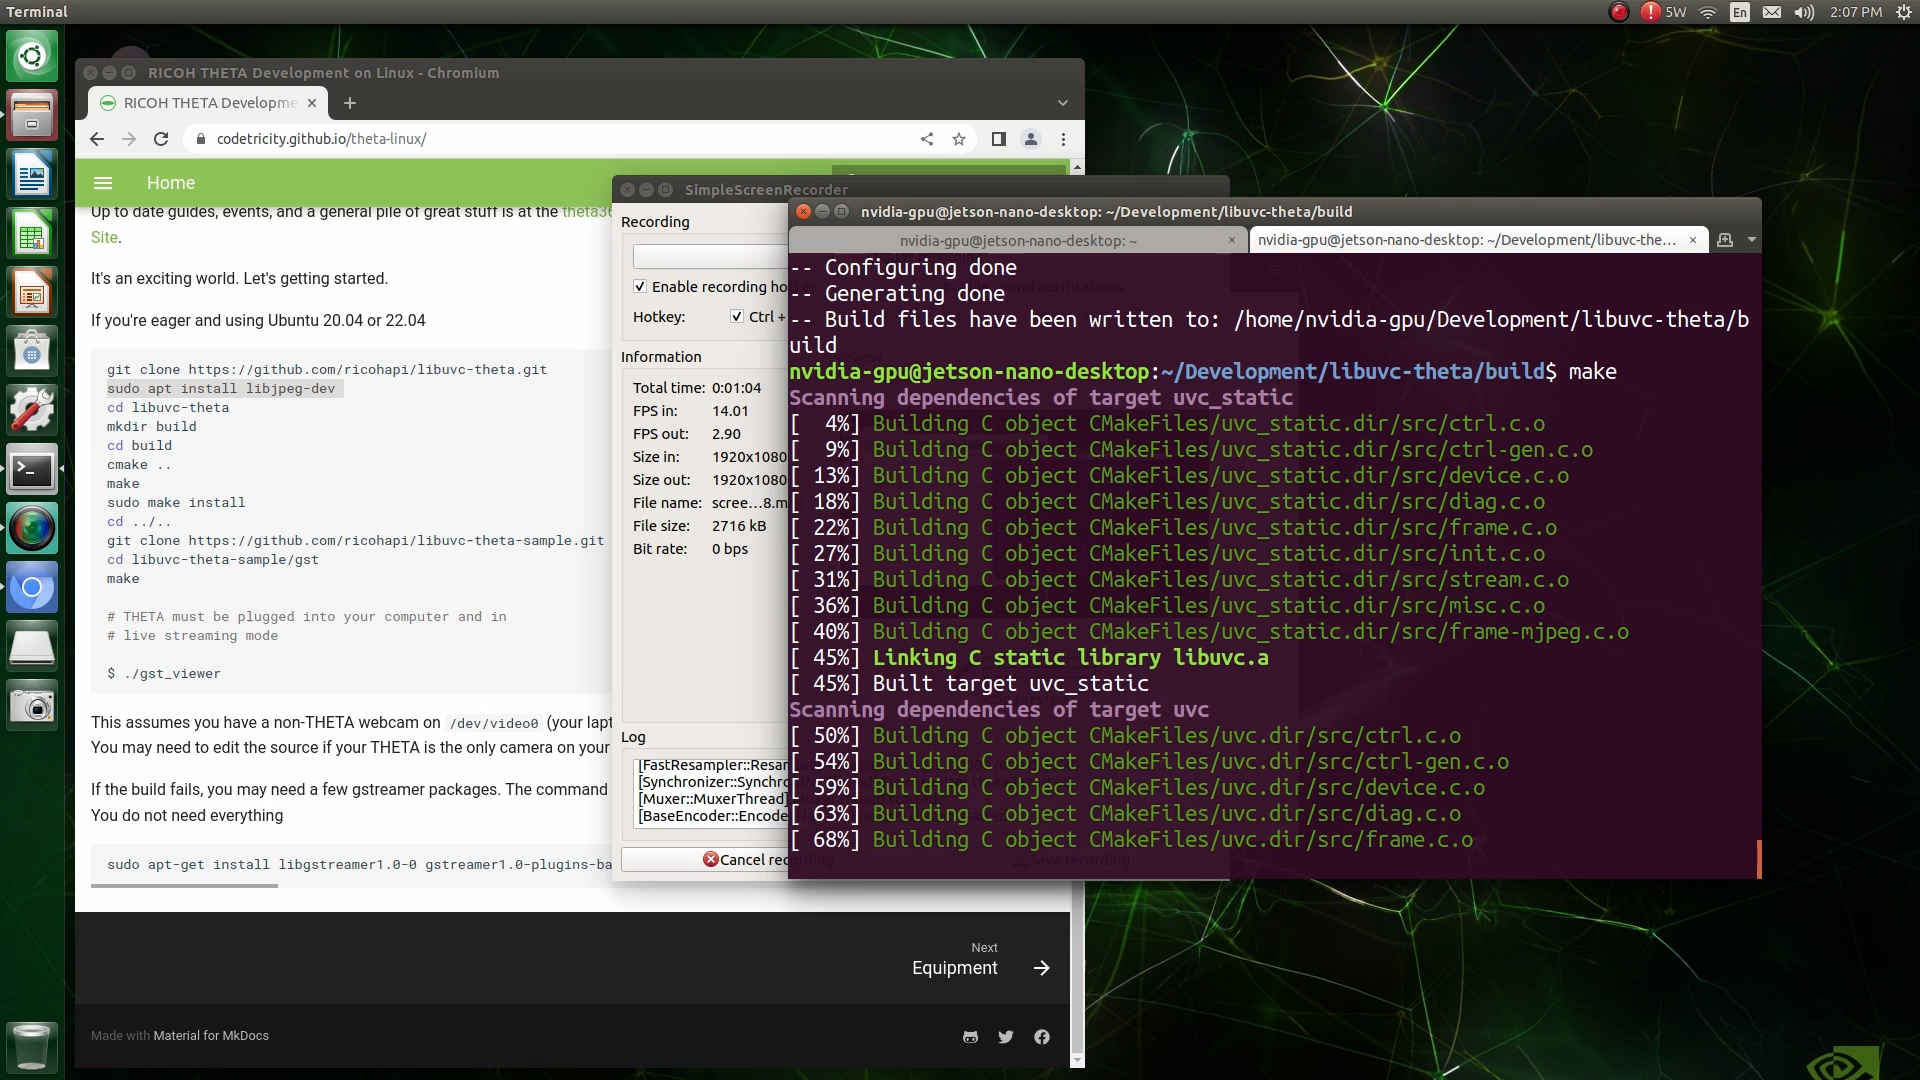 Terminal
5W
En
2:07 PM
RICOH THETA Development on Linux - Chromium
RICOH THETA Developme
codetricity.github.io/theta-linux/
Home
Up to date guides, events, and a general pile of great stuff is at the
Site.
It's an exciting world. Let's getting started.
If you're eager and using Ubuntu 20.04 or 22.04
git clone https://github.com/ricohapi/libuvc-theta.git
sudo apt install libjpeg-dev
cd libuvc-theta
mkdir build
cd build
cmake ..
make
sudo make install
cd ../..
git clone https://github.com/ricohapi/libuvc-theta-sample.git
cd libuvc-theta-sample/gst
make
# THETA must be plugged into your computer and in
# live streaming mode
$ ./gst_viewer
This assumes you have a non-THETA webcam on /dev/video0 (your lapt
You may need to edit the source if your THETA is the only camera on your
If the build fails, you may need a few gstreamer packages. The command
You do not need everything
sudo apt-get install libgstreamer1.0-0 gstreamer1.0-plugins-ba
Next
Equipment
Made with Material for MkDocs
SimpleScreenRecorder
Recording
Enable recording ho
Hotkey: Ctrl +
Information
Total time: 0:01:04
FPS in: 14.01
FPS out: 2.90
Size in: 1920x1080
Size out: 1920x1080
File name: scree...8.m
File size: 2716 kB
Bit rate: 0 bps
Log
[FastResampler::Resam
[Synchronizer::Synchro
[Muxer::MuxerThread]
[BaseEncoder::Encode
Cancel recording
Save recording
nvidia-gpu@jetson-nano-desktop: ~/Development/libuvc-theta/build
nvidia-gpu@jetson-nano-desktop: ~
nvidia-gpu@jetson-nano-desktop: ~/Development/libuvc-the...
-- Configuring done
-- Generating done
-- Build files have been written to: /home/nvidia-gpu/Development/libuvc-theta/b
uild
nvidia-gpu@jetson-nano-desktop:~/Development/libuvc-theta/build$ make
Scanning dependencies of target uvc_static
[  4%] Building C object CMakeFiles/uvc_static.dir/src/ctrl.c.o
[  9%] Building C object CMakeFiles/uvc_static.dir/src/ctrl-gen.c.o
[ 13%] Building C object CMakeFiles/uvc_static.dir/src/device.c.o
[ 18%] Building C object CMakeFiles/uvc_static.dir/src/diag.c.o
[ 22%] Building C object CMakeFiles/uvc_static.dir/src/frame.c.o
[ 27%] Building C object CMakeFiles/uvc_static.dir/src/init.c.o
[ 31%] Building C object CMakeFiles/uvc_static.dir/src/stream.c.o
[ 36%] Building C object CMakeFiles/uvc_static.dir/src/misc.c.o
[ 40%] Building C object CMakeFiles/uvc_static.dir/src/frame-mjpeg.c.o
[ 45%] Linking C static library libuvc.a
[ 45%] Built target uvc_static
Scanning dependencies of target uvc
[ 50%] Building C object CMakeFiles/uvc.dir/src/ctrl.c.o
[ 54%] Building C object CMakeFiles/uvc.dir/src/ctrl-gen.c.o
[ 59%] Building C object CMakeFiles/uvc.dir/src/device.c.o
[ 63%] Building C object CMakeFiles/uvc.dir/src/diag.c.o
[ 68%] Building C object CMakeFiles/uvc.dir/src/frame.c.o